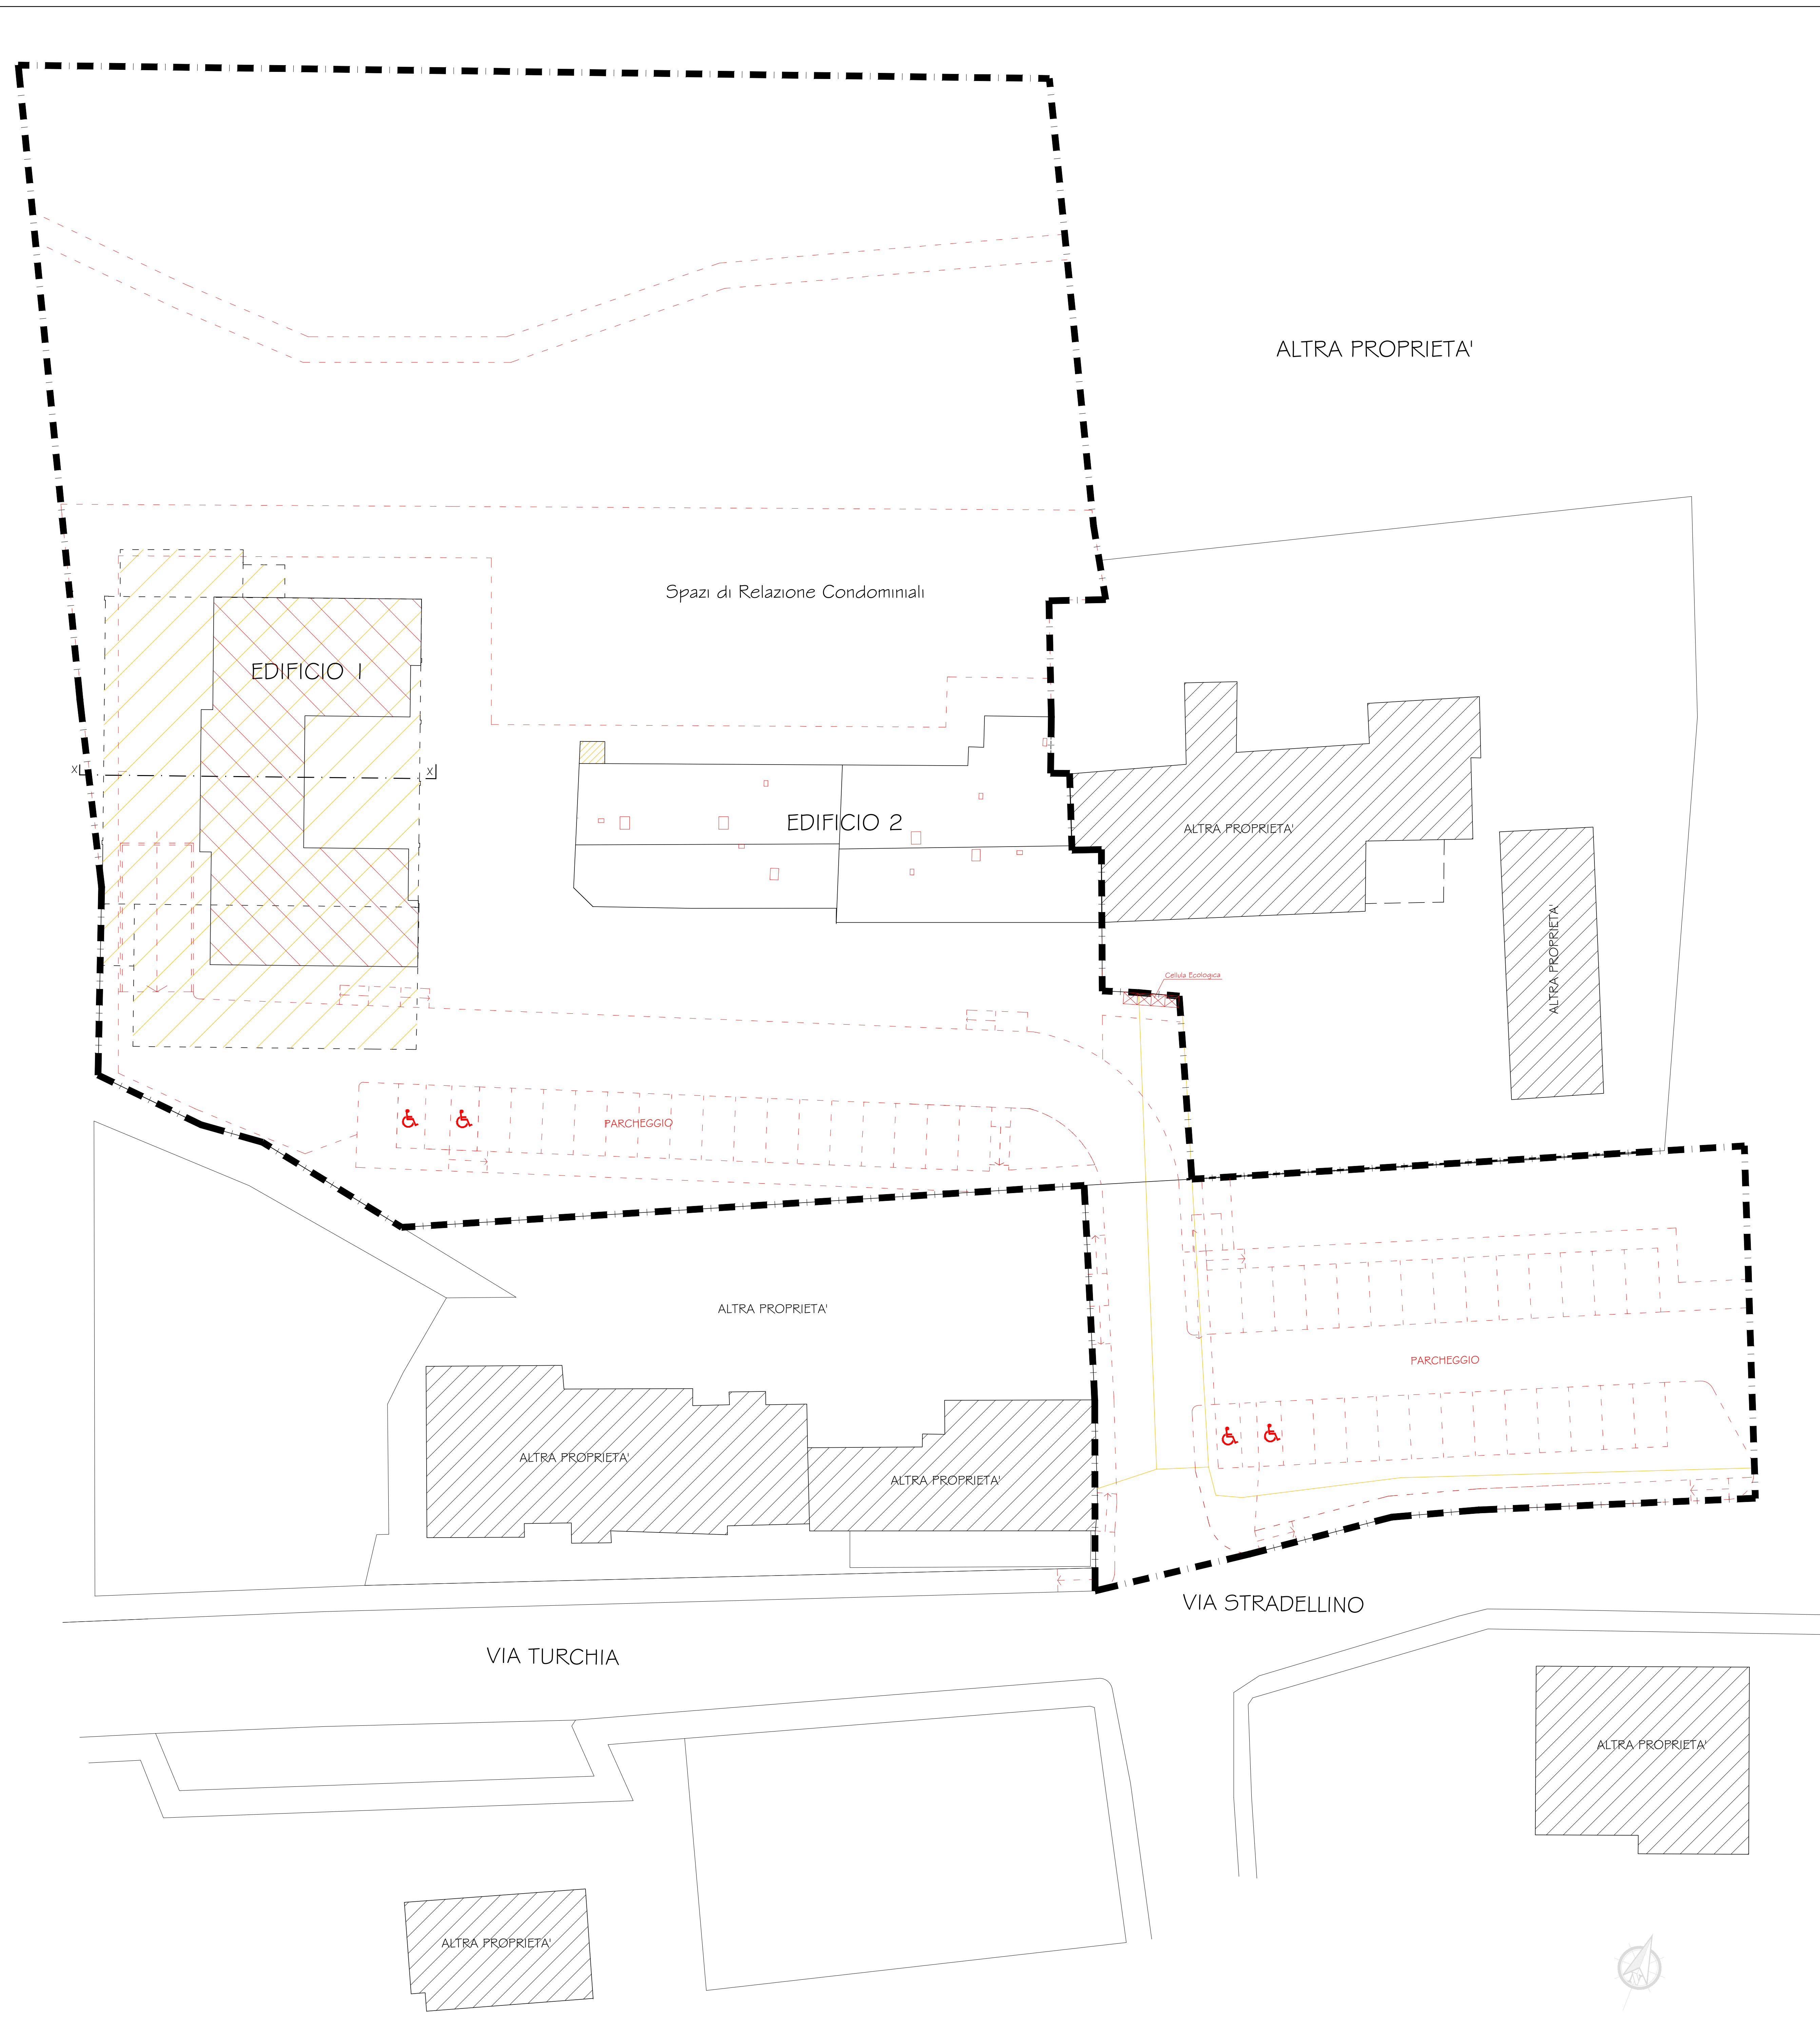 ALTRA PROPRIETA'
Spazi di Relazione Condominiali
EDIFICIO 1
X
X
EDIFICIO 2
ALTRA PROPRIETA'
ALTRA PROPRIETA'
Cellula Ecologica
PARCHEGGIO
ALTRA PROPRIETA'
PARCHEGGIO
ALTRA PROPRIETA'
ALTRA PROPRIETA'
VIA STRADELLINO
VIA TURCHIA
ALTRA PROPRIETA'
ALTRA PROPRIETA'